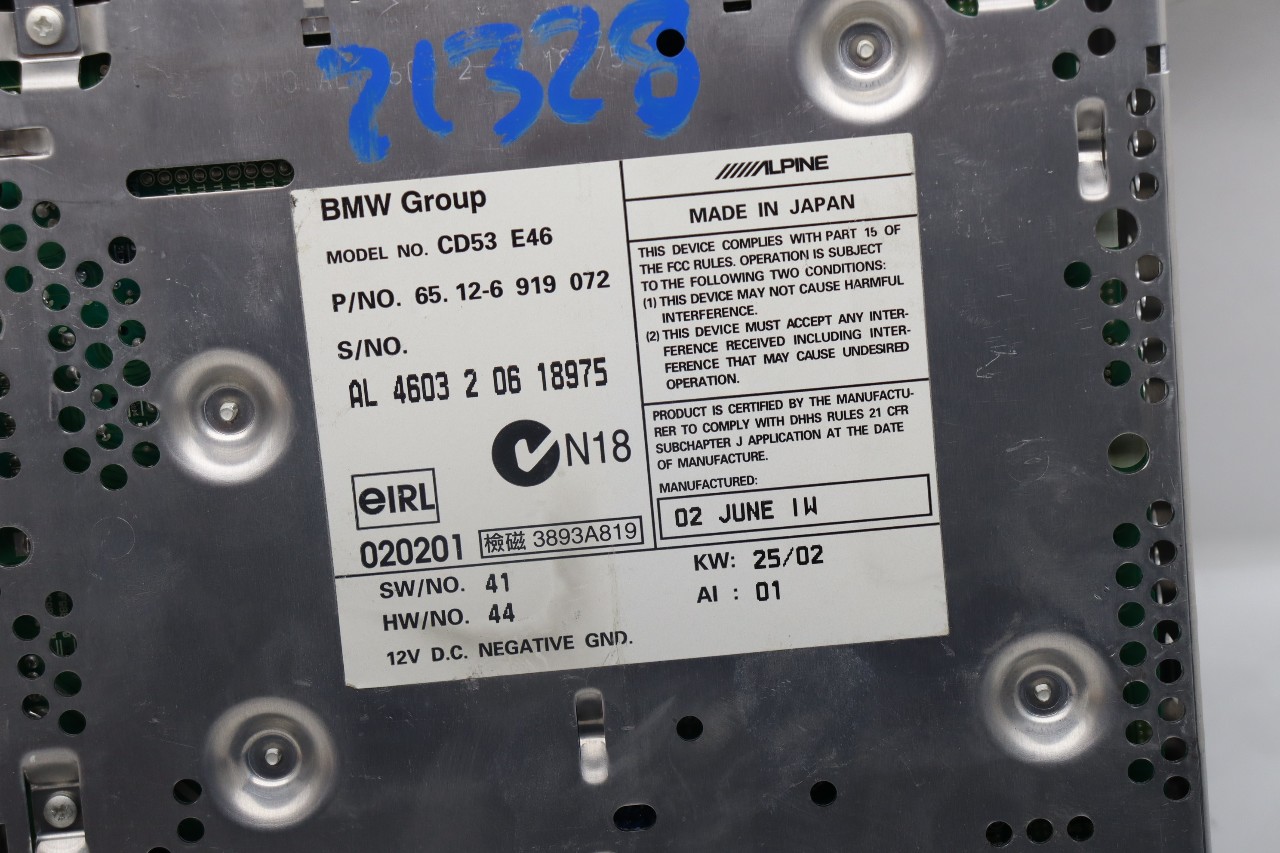 21328
BMW Group
MODEL NO. CD53 E46
P/NO. 65.12-6 919 072
S/NO.
AL 4603 2 06 18975
N18
eIRL
020201
檢磁 3893A819
ALPINE
MADE IN JAPAN
THIS DEVICE COMPLIES WITH PART 15 OF
THE FCC RULES. OPERATION IS SUBJECT
TO THE FOLLOWING TWO CONDITIONS:
(1) THIS DEVICE MAY NOT CAUSE HARMFUL
INTERFERENCE.
(2) THIS DEVICE MUST ACCEPT ANY INTER-
FERENCE RECEIVED INCLUDING INTER-
FERENCE THAT MAY CAUSE UNDESIRED
OPERATION.
PRODUCT IS CERTIFIED BY THE MANUFACTU-
RER TO COMPLY WITH DHHS RULES 21 CFR
SUBCHAPTER J APPLICATION AT THE DATE
OF MANUFACTURE.
MANUFACTURED:
02 JUNE 1W
SW/NO. 41
HW/NO. 44
12V D.C. NEGATIVE GND.
KW: 25/02
AI : 01